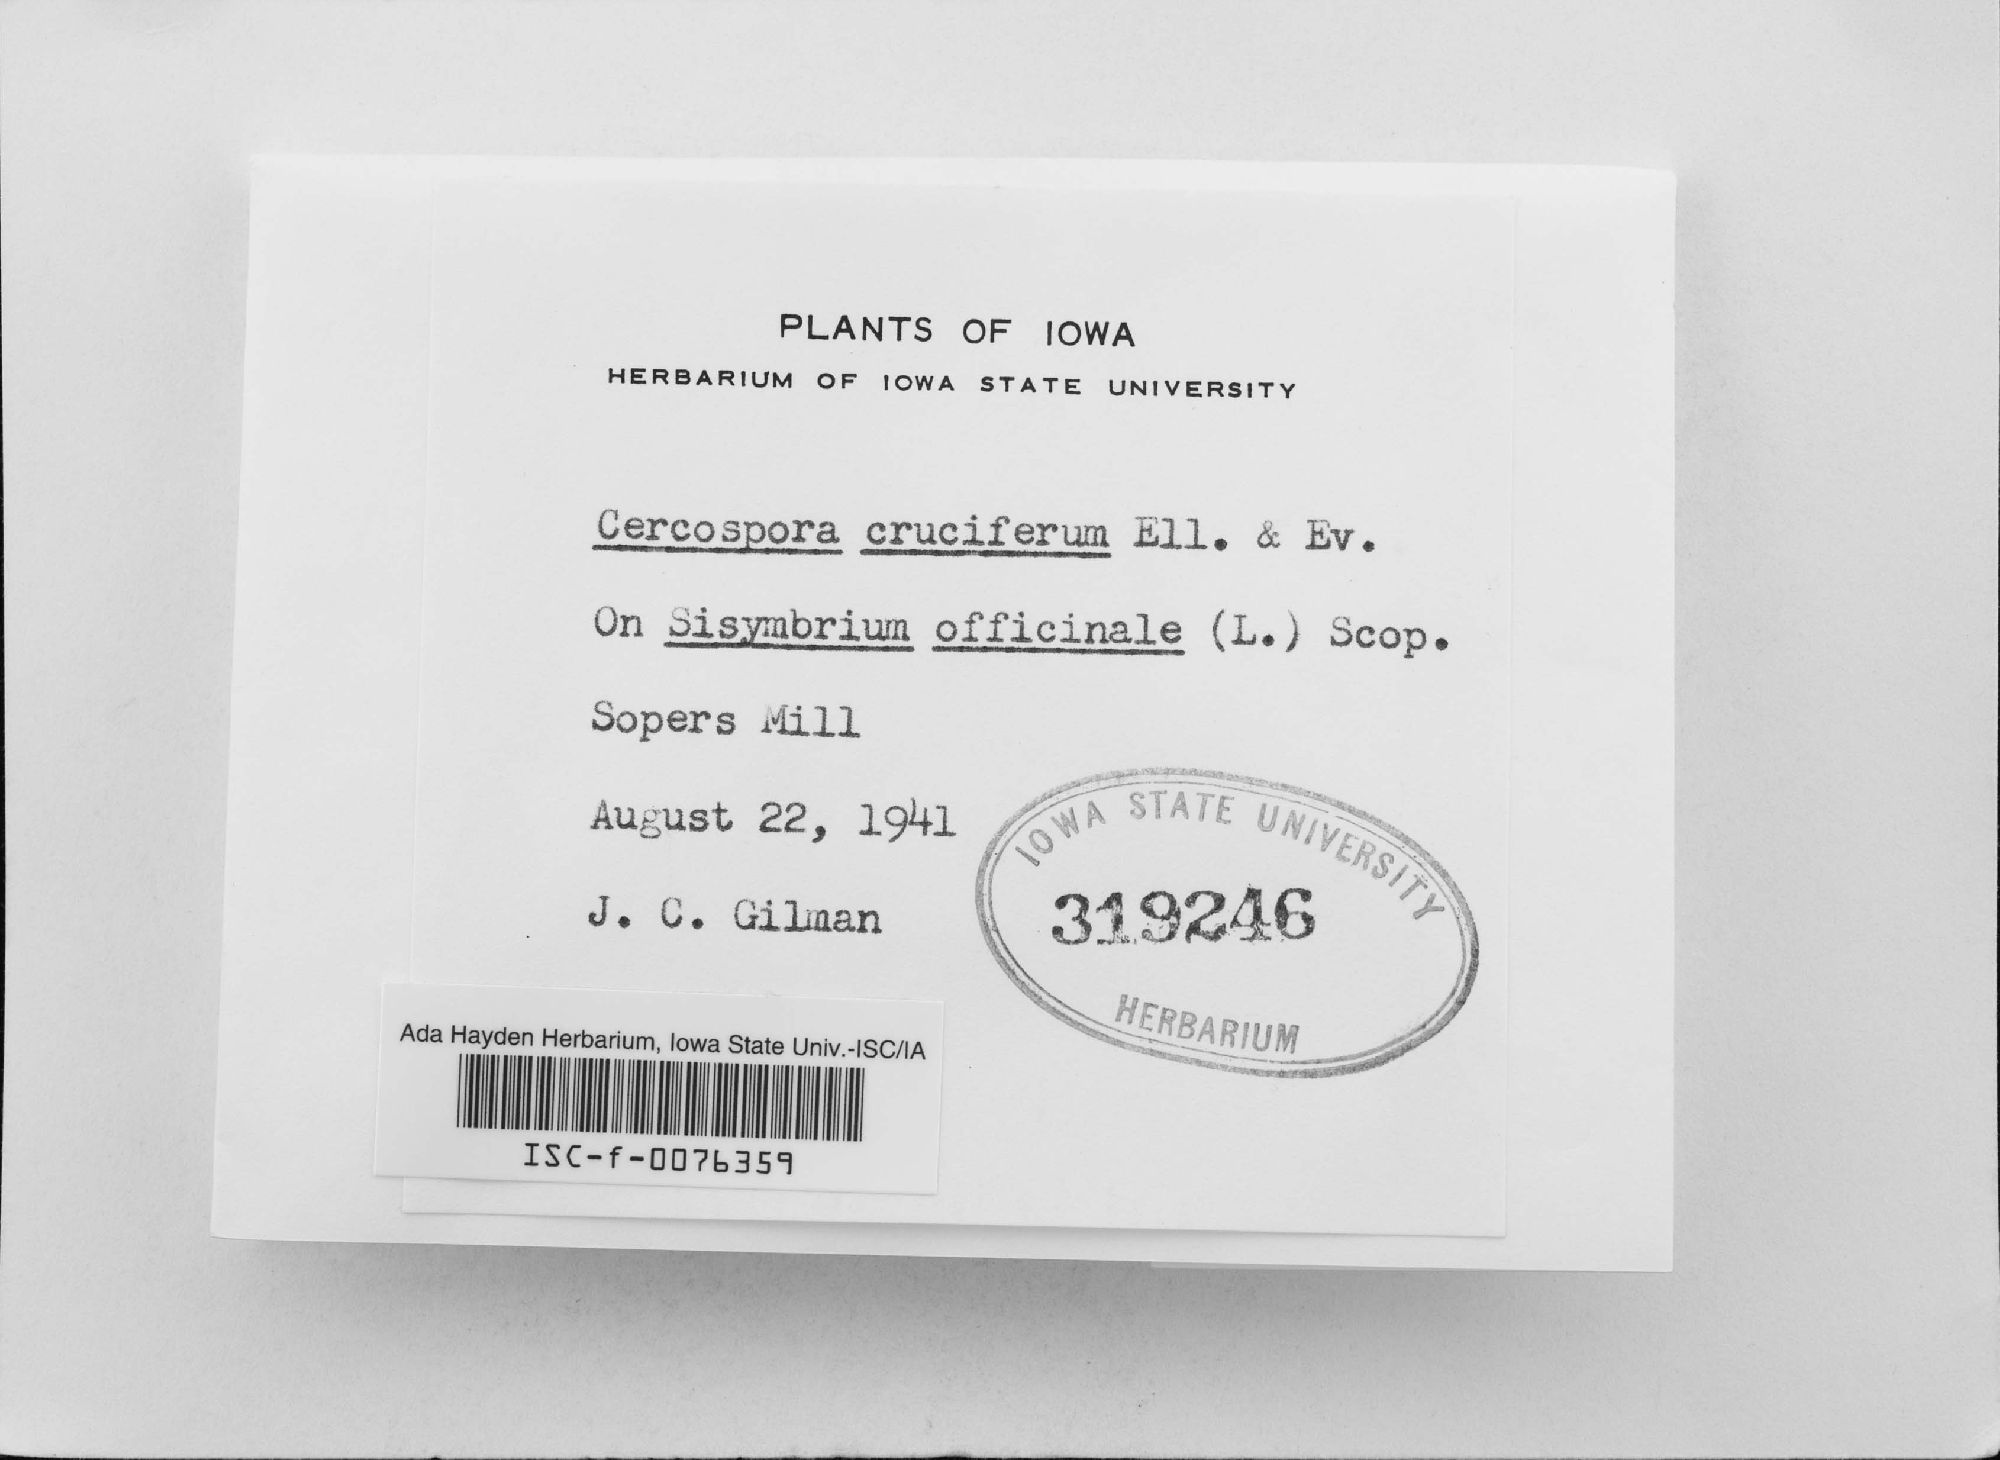 PLANTS OF IOWA
HERBARIUM OF IOWA STATE UNIVERSITY
Cercospora cruciferum Ell. & Ev.
On Sisymbrium officinale (L.) Scop.
Sopers Mill
August 22, 1941
J. C. Gilman
IOWA STATE UNIVERSITY
319246
HERBARIUM
Ada Hayden Herbarium, Iowa State Univ.-ISC/IA
ISC-f-0076359